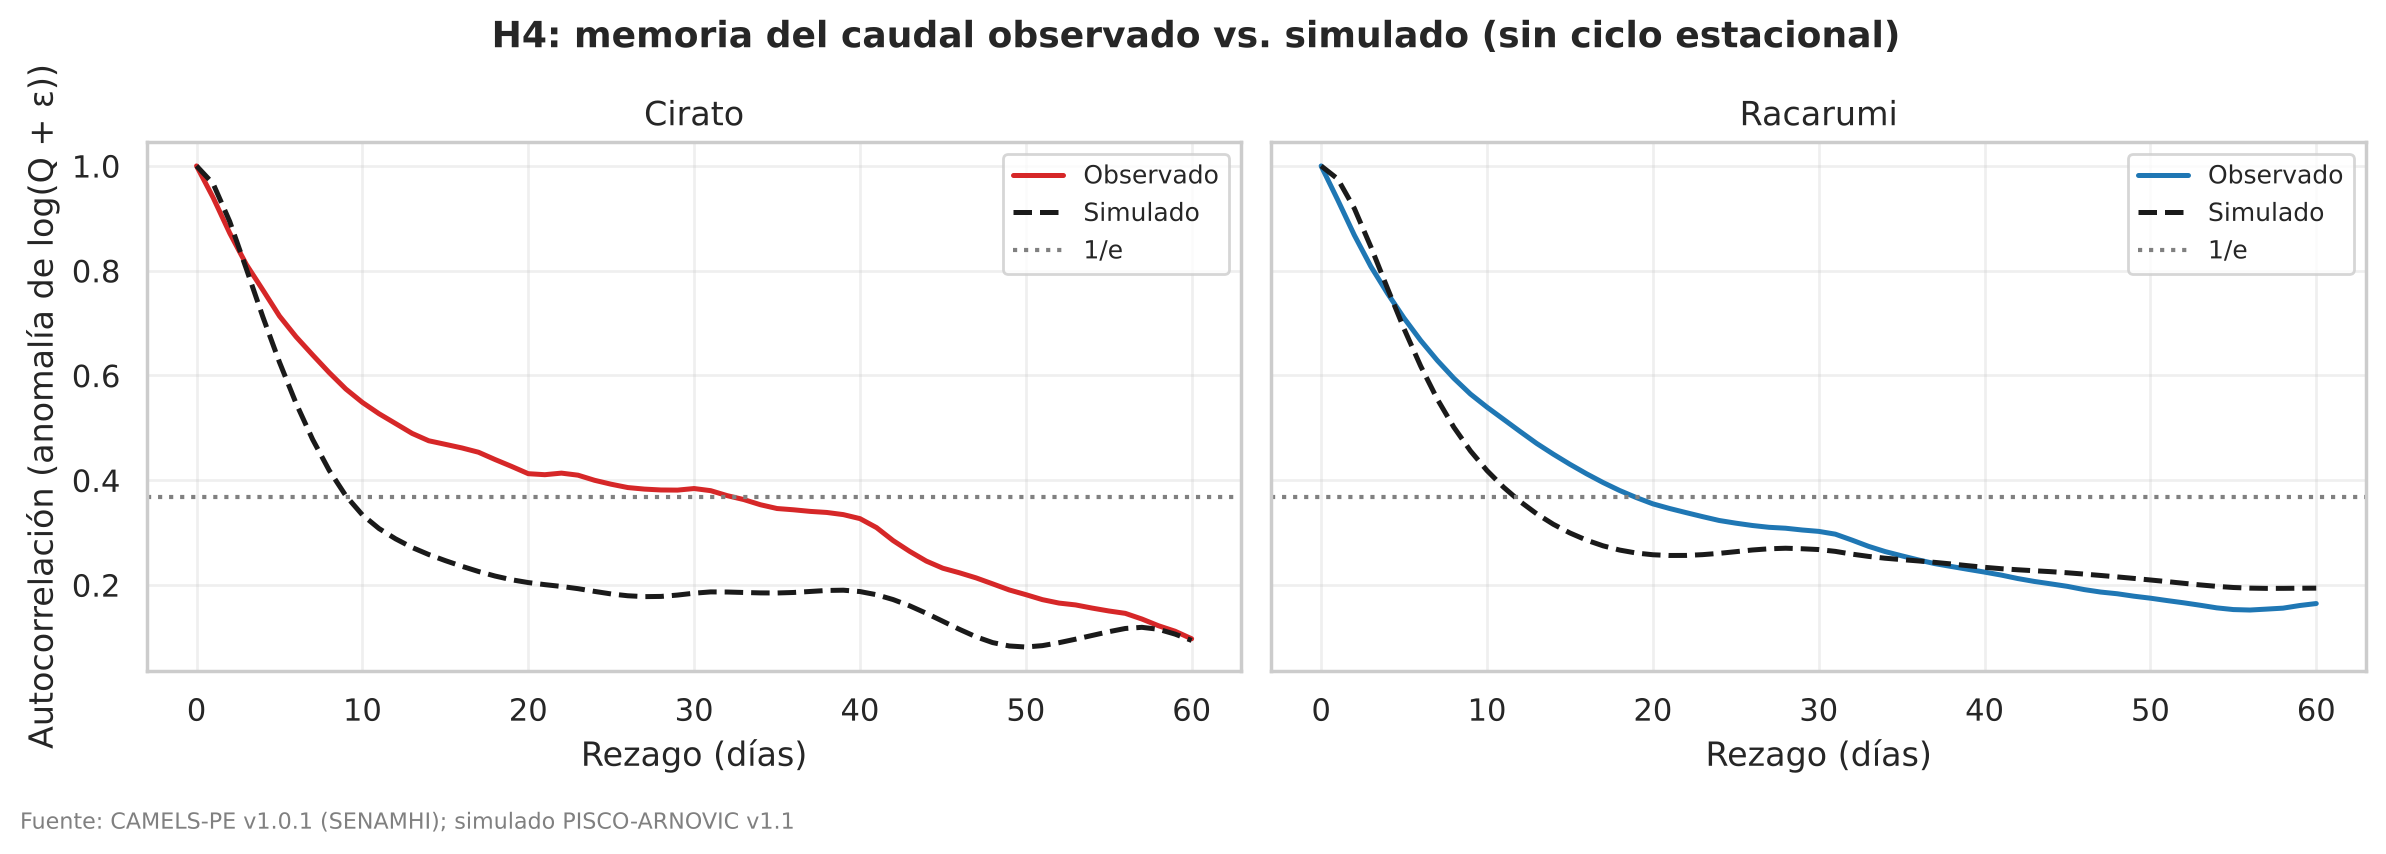 H4: memoria del caudal observado vs. simulado (sin ciclo estacional)
Autocorrelación (anomalía de log(Q + ε))
Cirato
1.0
0.8
0.6
0.4
0.2
Observado
Simulado
1/e
0 10 20 30 40 50 60
Rezago (días)
Racarumi
Observado
Simulado
1/e
0 10 20 30 40 50 60
Rezago (días)
Fuente: CAMELS-PE v1.0.1 (SENAMHI); simulado PISCO-ARNOVIC v1.1